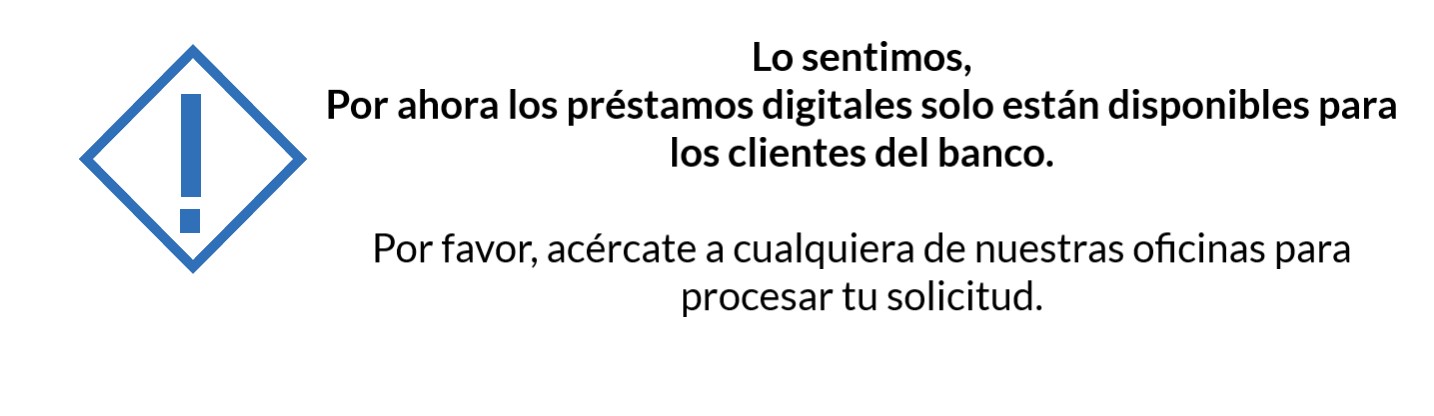 Lo sentimos,
Por ahora los préstamos digitales solo están disponibles para
los clientes del banco.
Por favor, acércate a cualquiera de nuestras oficinas para
procesar tu solicitud.